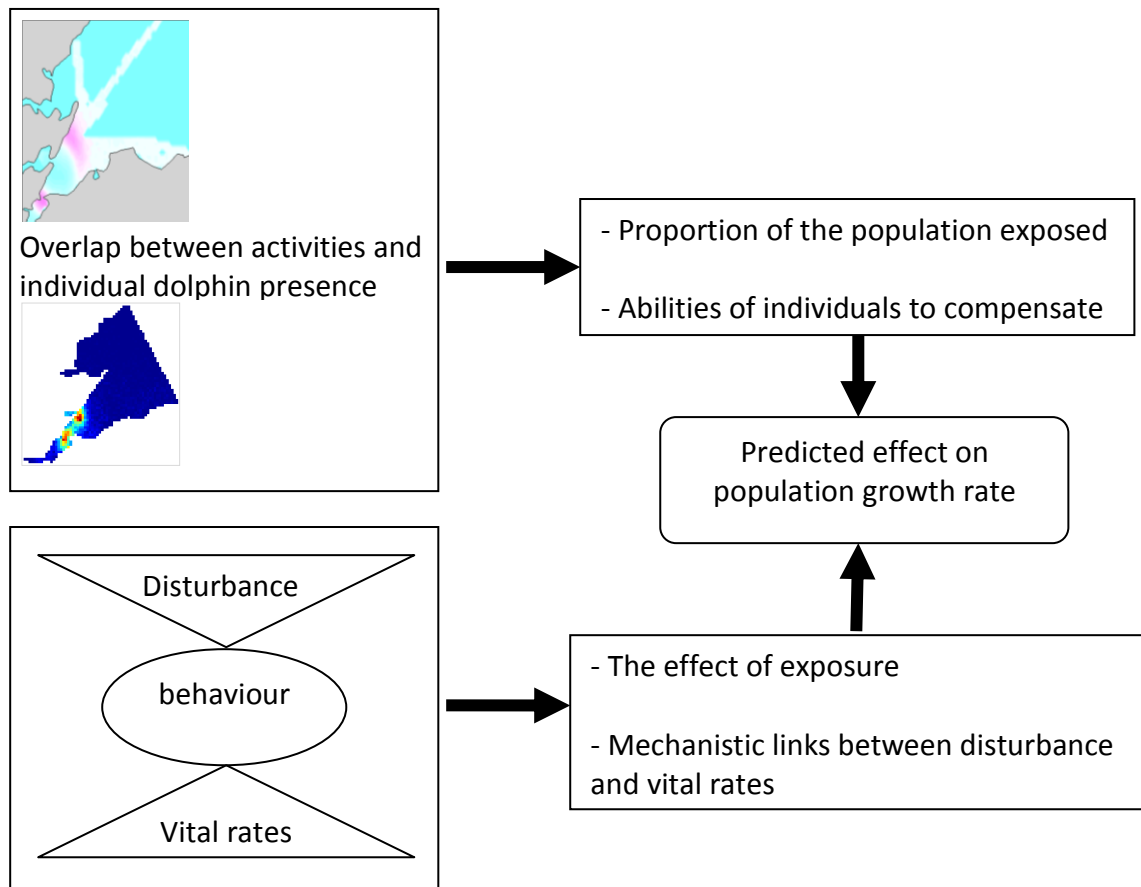 Overlap between activities and
individual dolphin presence
- Proportion of the population exposed
- Abilities of individuals to compensate
Predicted effect on
population growth rate
Disturbance
behaviour
Vital rates
- The effect of exposure
- Mechanistic links between disturbance
and vital rates